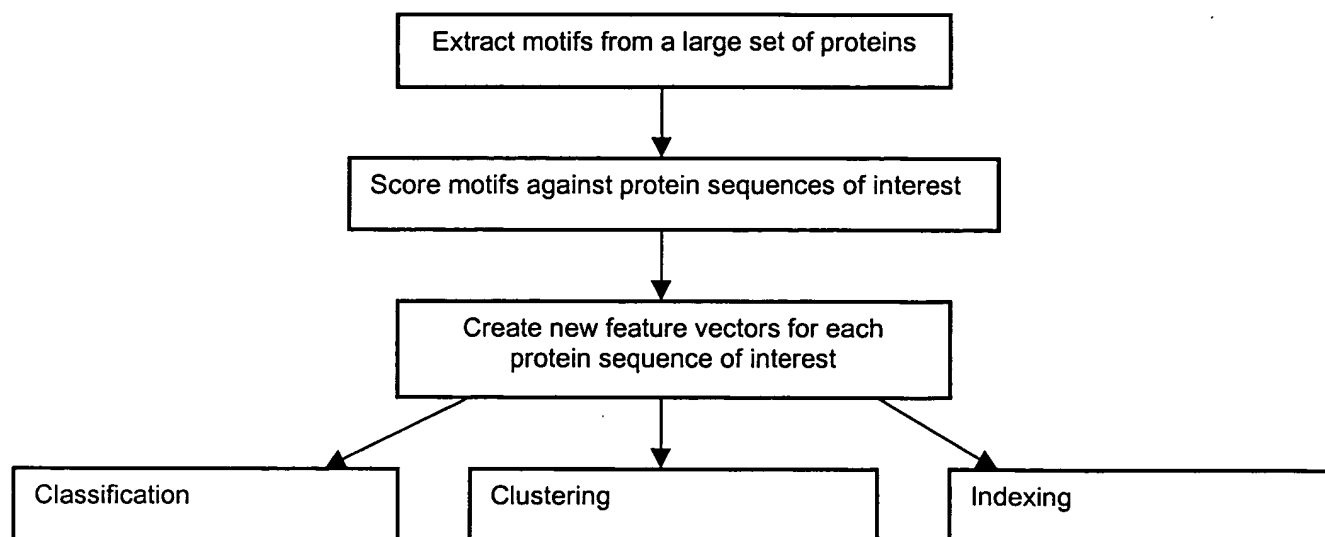 Extract motifs from a large set of proteins
Score motifs against protein sequences of interest
Create new feature vectors for each
protein sequence of interest
Classification
Clustering
Indexing